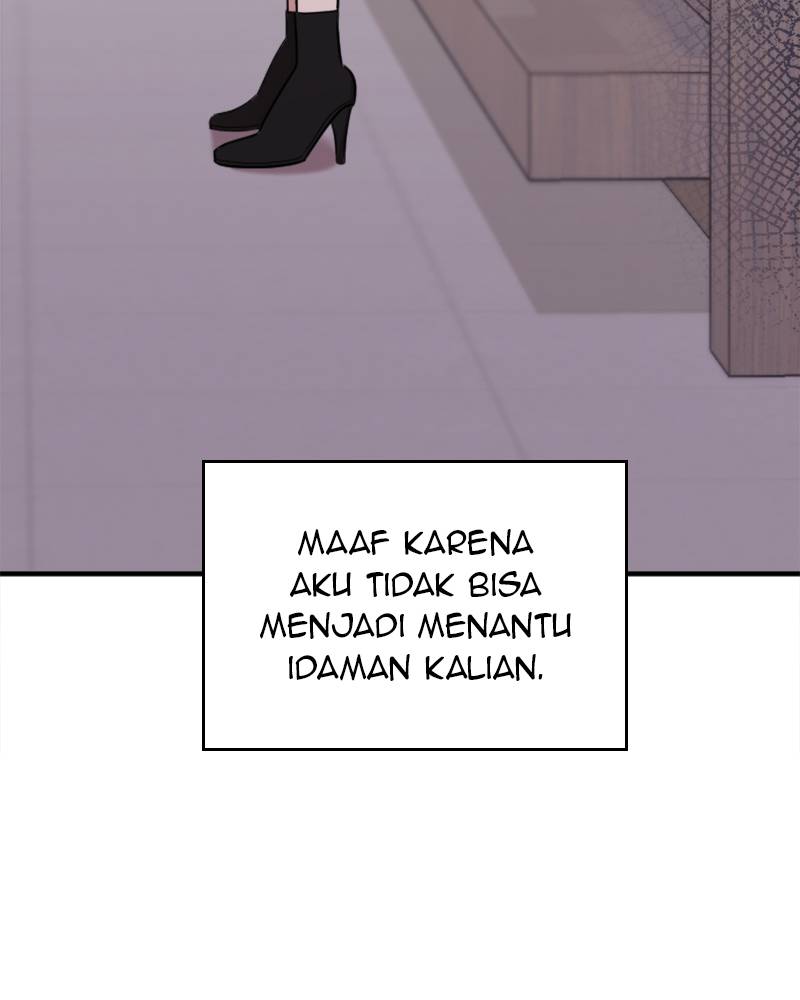 MAAF KARENA
AKU TIDAK BISA
MENJADI MENANTU
IDAMAN KALIAN.